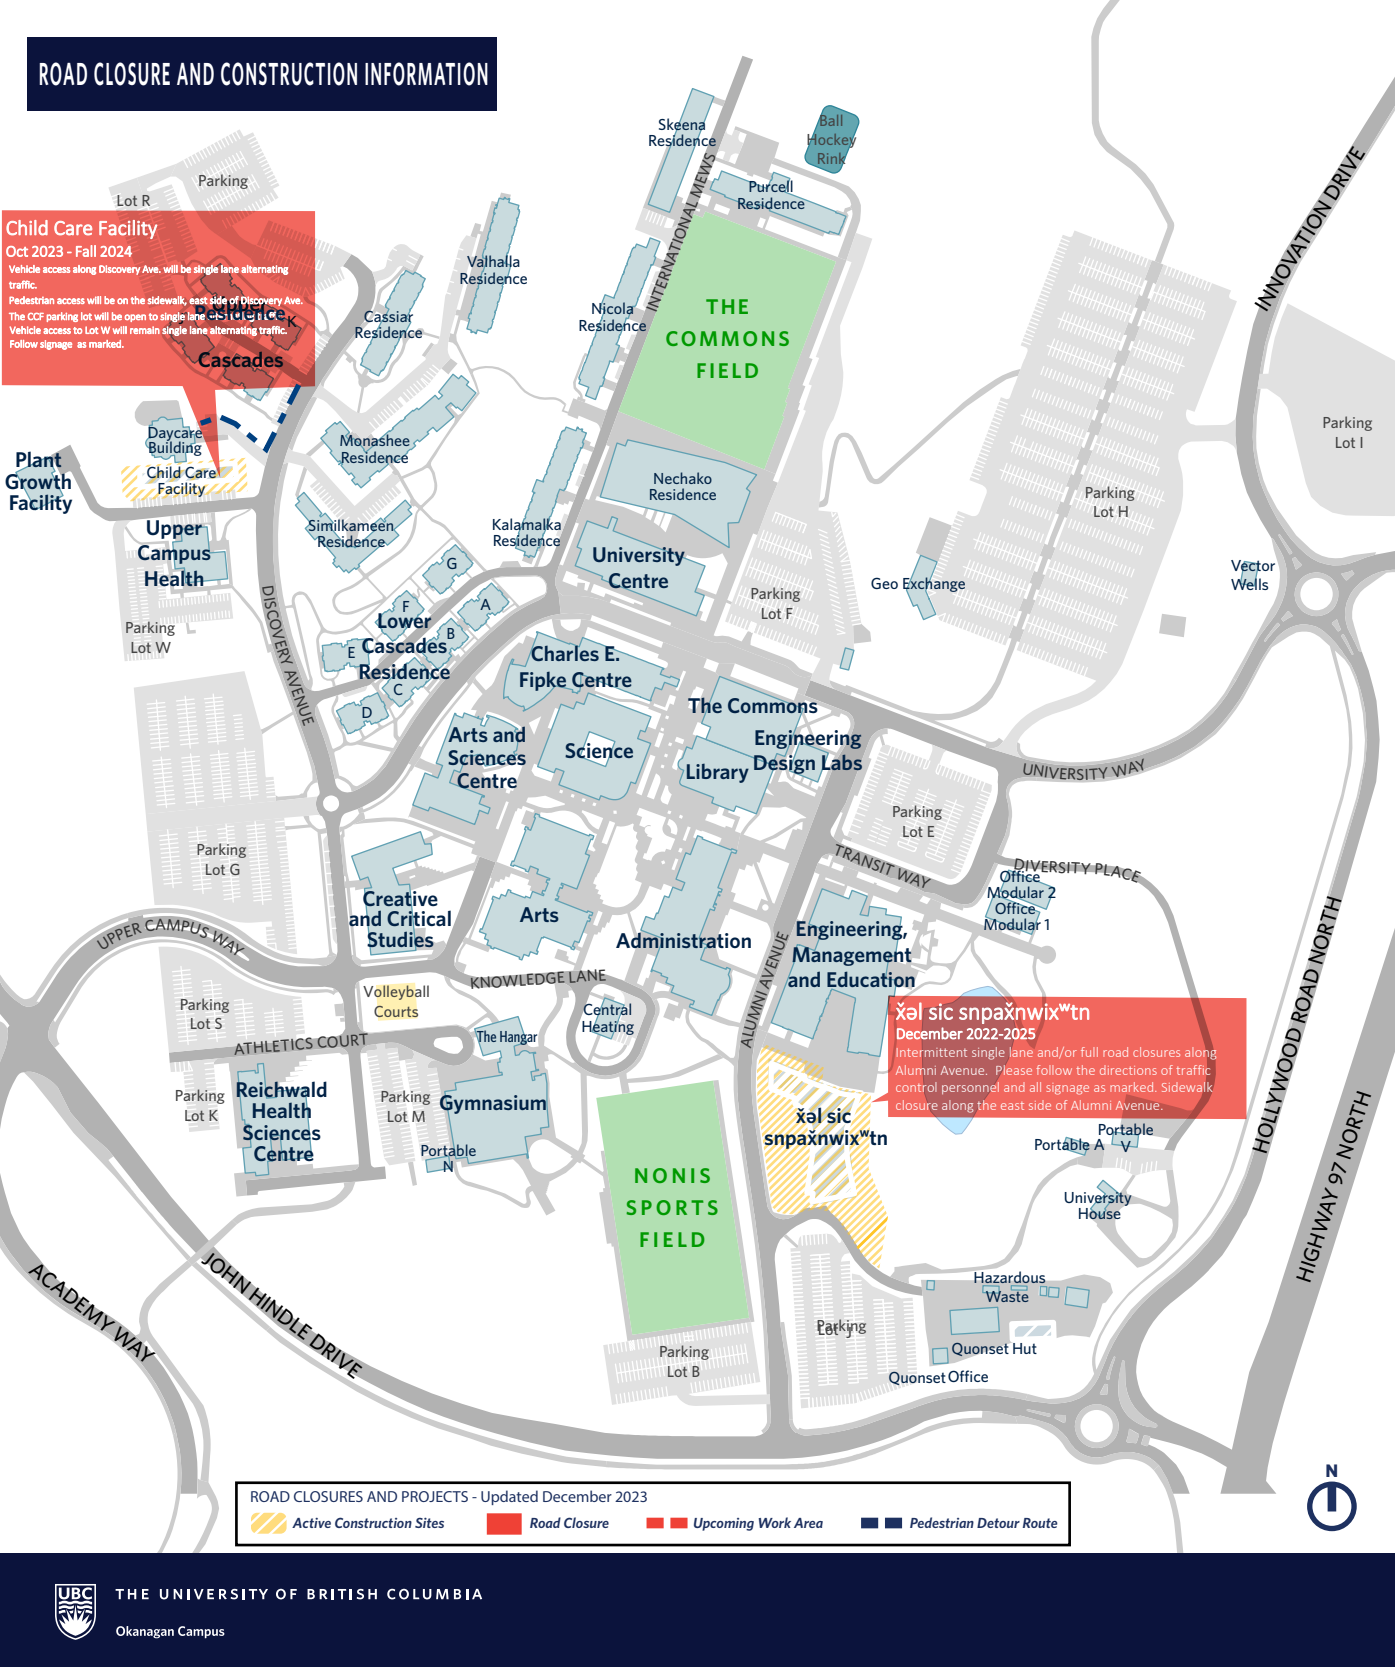 ROAD CLOSURE AND CONSTRUCTION INFORMATION
Skeena
Residence
Ball
Hockey
Rink
Purcell
Residence
INTERNATIONAL MEWS
Parking
Lot R
Child Care Facility
Oct 2023 - Fall 2024
Vehicle access along Discovery Ave. will be single lane alternating
traffic.
Pedestrian access will be on the sidewalk, east side of Discovery Ave.
The CCF parking lot will be open to single lane
Vehicle access to Lot W will remain single lane alternating traffic.
Follow signage as marked.
Upper
Residence
K
Cascades
Valhalla
Residence
Cassiar
Residence
Nicola
Residence
THE
COMMONS
FIELD
INNOVATION DRIVE
Parking
Lot I
Daycare
Building
Monashee
Residence
Plant
Growth
Facility
Child Care
Facility
Nechako
Residence
Parking
Lot H
Upper
Campus
Health
Similkameen
Residence
Kalamalka
Residence
University
Centre
G
Geo Exchange
Vector
Wells
Parking
Lot F
DISCOVERY AVENUE
F
A
Lower
Cascades
Residence
B
E
C
D
Parking
Lot W
Charles E.
Fipke Centre
The Commons
Arts and
Sciences
Centre
Science
Engineering
Design Labs
Library
UNIVERSITY WAY
Parking
Lot E
Parking
Lot G
TRANSIT WAY
DIVERSITY PLACE
Office
Modular 2
Office
Modular 1
Creative
and Critical
Studies
Arts
Administration
Engineering,
Management
and Education
UPPER CAMPUS WAY
KNOWLEDGE LANE
ALUMNI AVENUE
HOLLYWOOD ROAD NORTH
Volleyball
Courts
Parking
Lot S
Central
Heating
x̌əl sic snpax̌nwixʷtn
December 2022-2025
Intermittent single lane and/or full road closures along
Alumni Avenue. Please follow the directions of traffic
control personnel and all signage as marked. Sidewalk
closure along the east side of Alumni Avenue.
ATHLETICS COURT
The Hangar
Reichwald
Health
Sciences
Centre
Parking
Lot K
Parking
Lot M
Gymnasium
x̌əl sic
snpax̌nwixʷtn
Portable
N
Portable A
Portable
V
HIGHWAY 97 NORTH
NONIS
SPORTS
FIELD
University
House
JOHN HINDLE DRIVE
ACADEMY WAY
Hazardous
Waste
Parking
Lot J
Quonset Hut
Parking
Lot B
Quonset Office
N
ROAD CLOSURES AND PROJECTS - Updated December 2023
Active Construction Sites
Road Closure
Upcoming Work Area
Pedestrian Detour Route
UBC
THE UNIVERSITY OF BRITISH COLUMBIA
Okanagan Campus